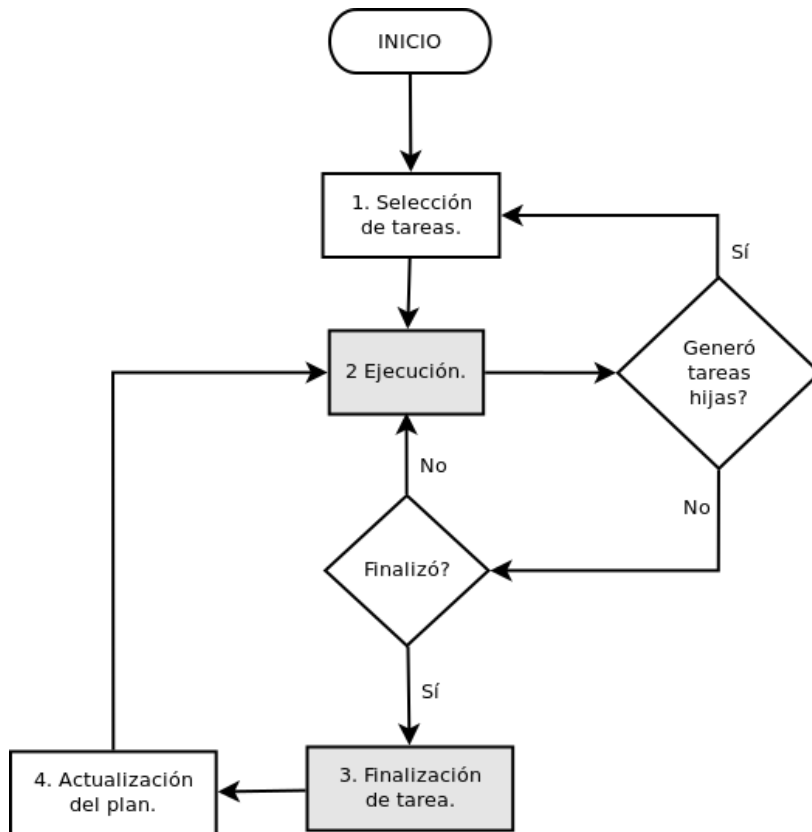 INICIO
1. Selección
de tareas.
Sí
2 Ejecución.
Generó
tareas
hijas?
No
No
Finalizó?
Sí
4. Actualización
del plan.
3. Finalización
de tarea.